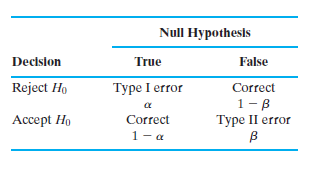 Null Hypothesis
Decision True False
Reject H₀ Type I error Correct
α 1 − β
Accept H₀ Correct Type II error
1 − α β